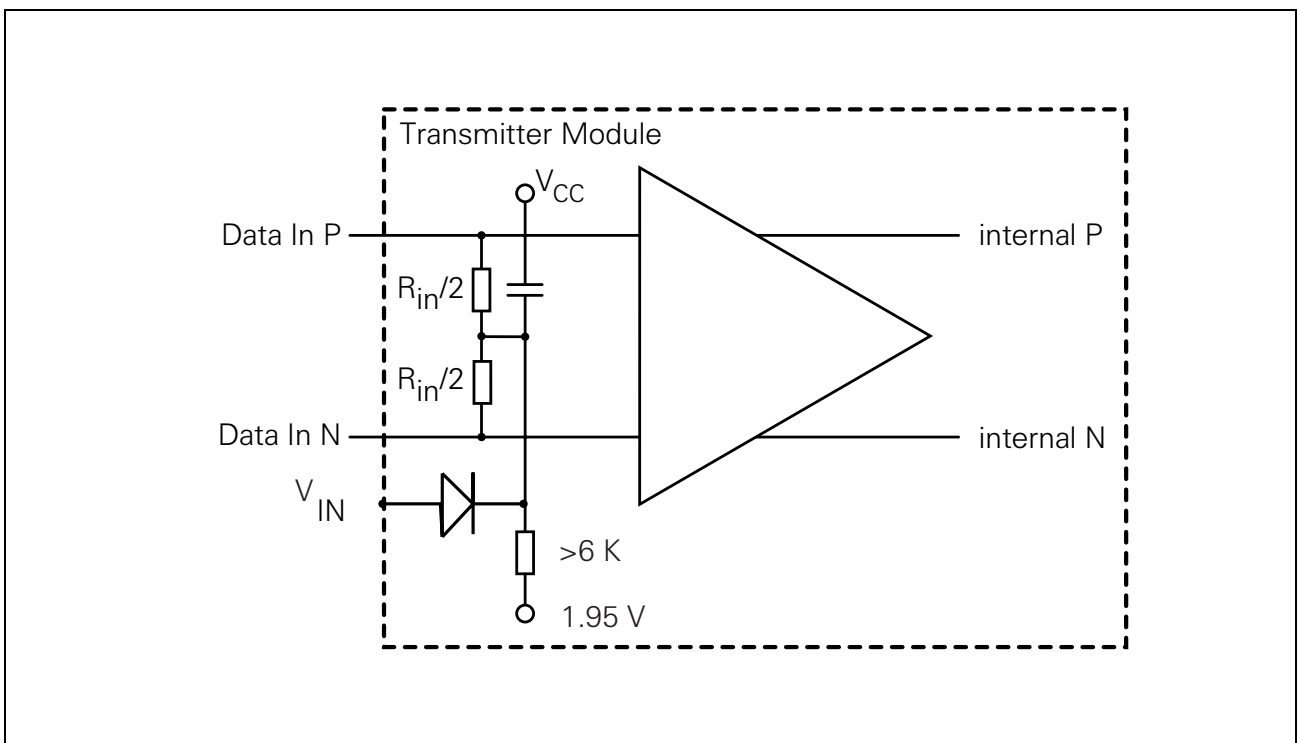 Transmitter Module
VCC
Data In P
internal P
Rin/2
Rin/2
Data In N
internal N
VIN
>6 K
1.95 V